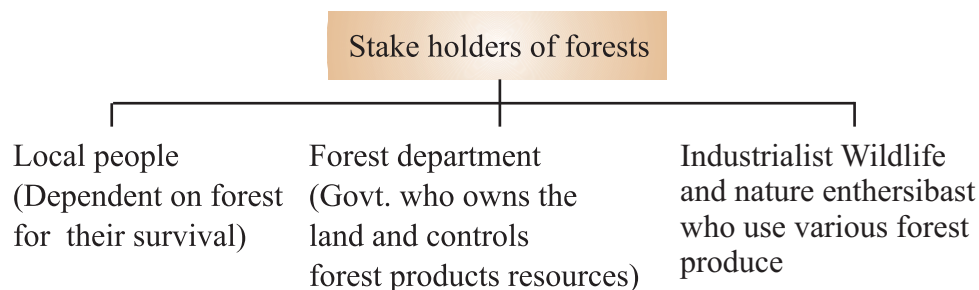 Stake holders of forests
Local people
(Dependent on forest
for their survival)
Forest department
(Govt. who owns the
land and controls
forest products resources)
Industrialist Wildlife
and nature enthersibast
who use various forest
produce